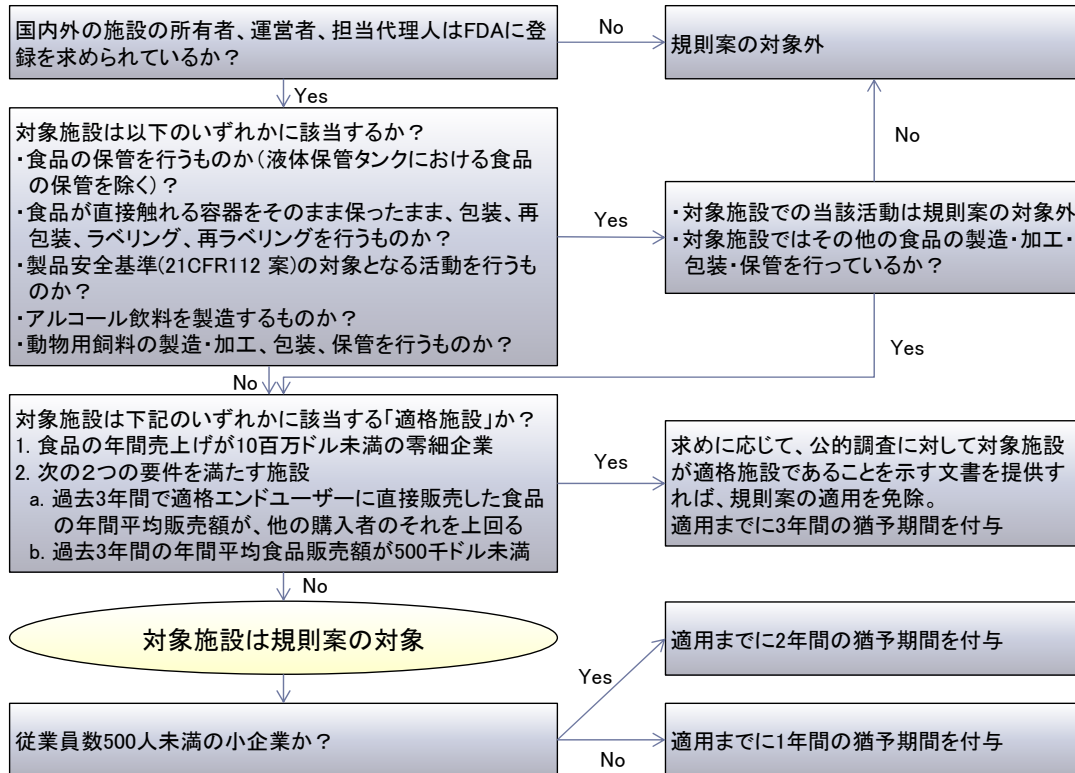 国内外の施設の所有者、運営者、担当代理人はFDAに登
録を求められているか？
No
規則案の対象外
Yes
対象施設は以下のいずれかに該当するか？
・食品の保管を行うものか（液体保管タンクにおける食品
の保管を除く）？
・食品が直接触れる容器をそのまま保ったまま、包装、再
包装、ラベリング、再ラベリングを行うものか？
・製品安全基準(21CFR112 案)の対象となる活動を行うも
のか？
・アルコール飲料を製造するものか？
・動物用飼料の製造・加工、包装、保管を行うものか？
No
Yes
・対象施設での当該活動は規則案の対象外
・対象施設ではその他の食品の製造・加工・
包装・保管を行っているか？
Yes
No
対象施設は下記のいずれかに該当する「適格施設」か？
1. 食品の年間売上げが10百万ドル未満の零細企業
2. 次の２つの要件を満たす施設
a. 過去3年間で適格エンドユーザーに直接販売した食品
の年間平均販売額が、他の購入者のそれを上回る
b. 過去3年間の年間平均食品販売額が500千ドル未満
Yes
求めに応じて、公的調査に対して対象施設
が適格施設であることを示す文書を提供す
れば、規則案の適用を免除。
適用までに3年間の猶予期間を付与
No
対象施設は規則案の対象
適用までに2年間の猶予期間を付与
Yes
従業員数500人未満の小企業か？
No
適用までに1年間の猶予期間を付与